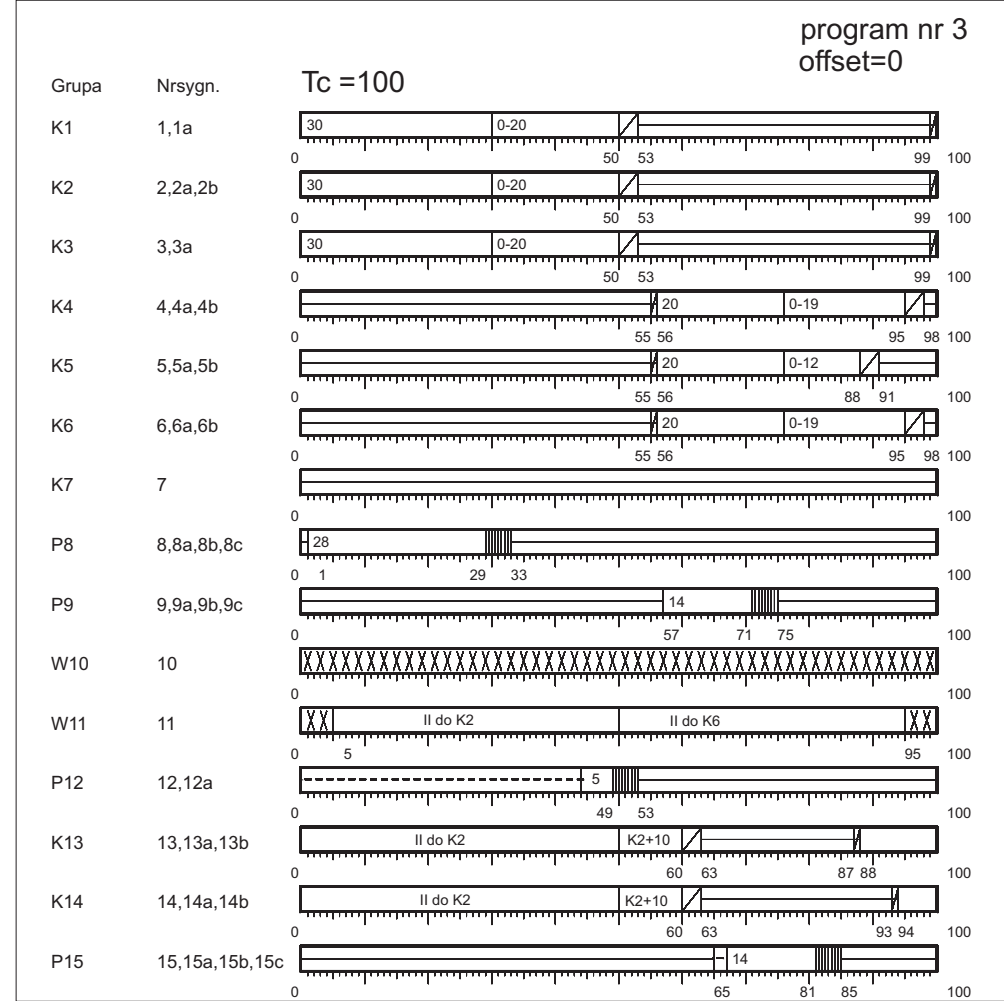 program nr 3
offset=0
Grupa Nrsygn. Tc =100
K1 1,1a 30 0-20
0 50 53 99 100
K2 2,2a,2b 30 0-20
0 50 53 99 100
K3 3,3a 30 0-20
0 50 53 99 100
K4 4,4a,4b 20 0-19
0 55 56 95 98 100
K5 5,5a,5b 20 0-12
0 55 56 88 91 100
K6 6,6a,6b 20 0-19
0 55 56 95 98 100
K7 7
0 100
P8 8,8a,8b,8c 28
0 1 29 33 100
P9 9,9a,9b,9c 14
0 57 71 75 100
W10 10
0 100
W11 11 II do K2 II do K6
0 5 95 100
P12 12,12a 5
0 49 53 100
K13 13,13a,13b II do K2 K2+10
0 60 63 87 88 100
K14 14,14a,14b II do K2 K2+10
0 60 63 93 94 100
P15 15,15a,15b,15c 14
0 65 81 85 100